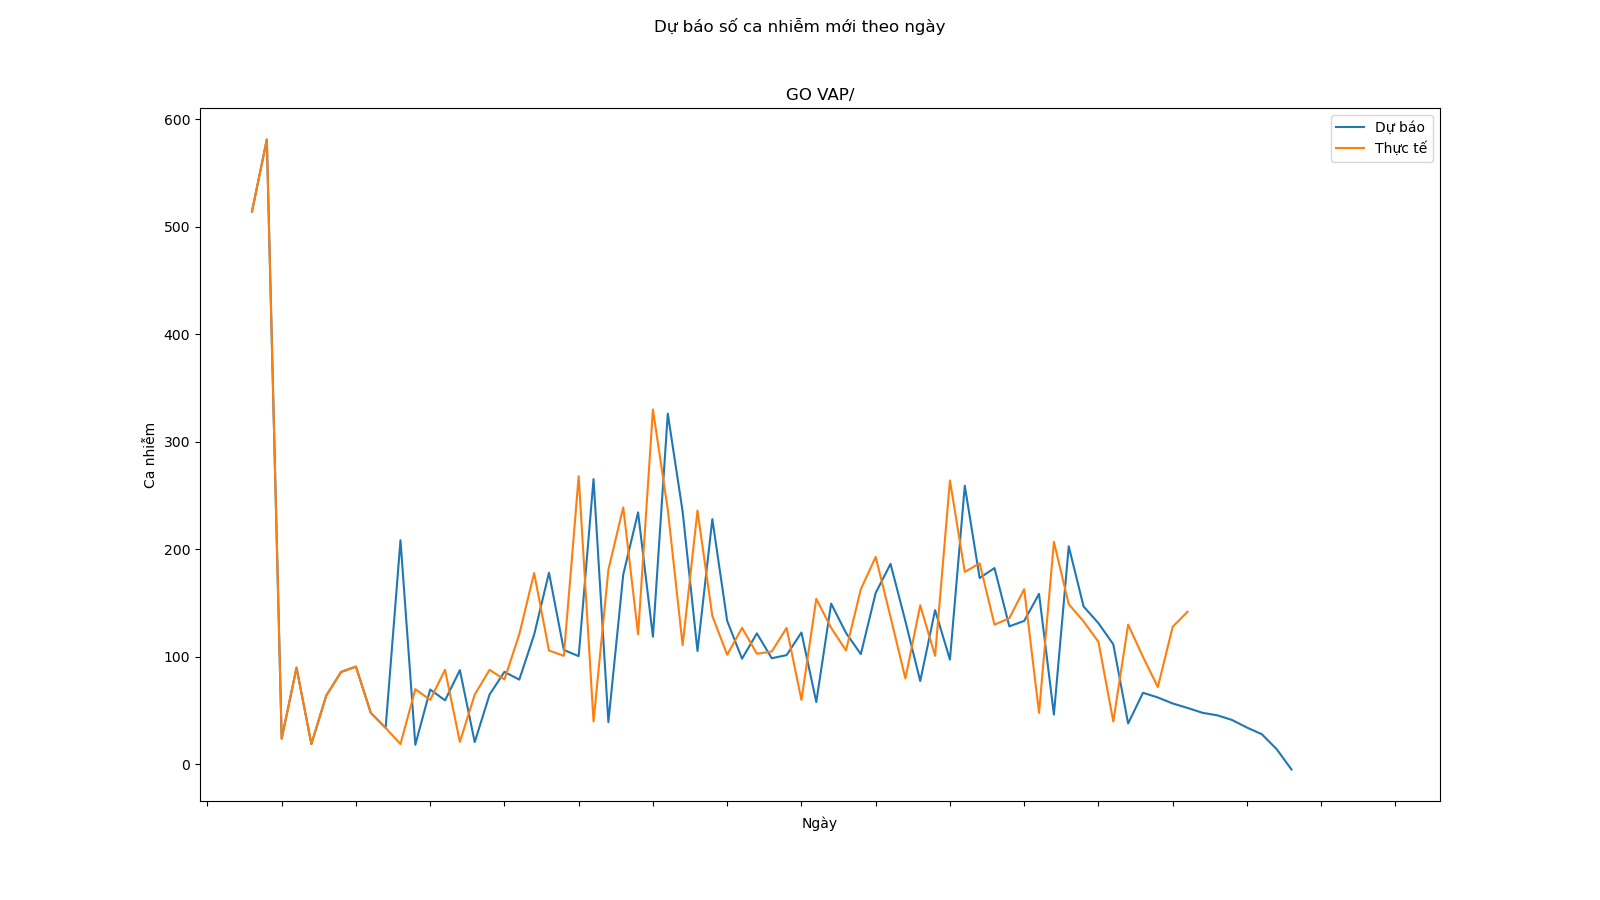 Dự báo số ca nhiễm mới theo ngày
GO VAP/
600
500
400
300
200
100
0
Ca nhiễm
Ngày
Dự báo
Thực tế